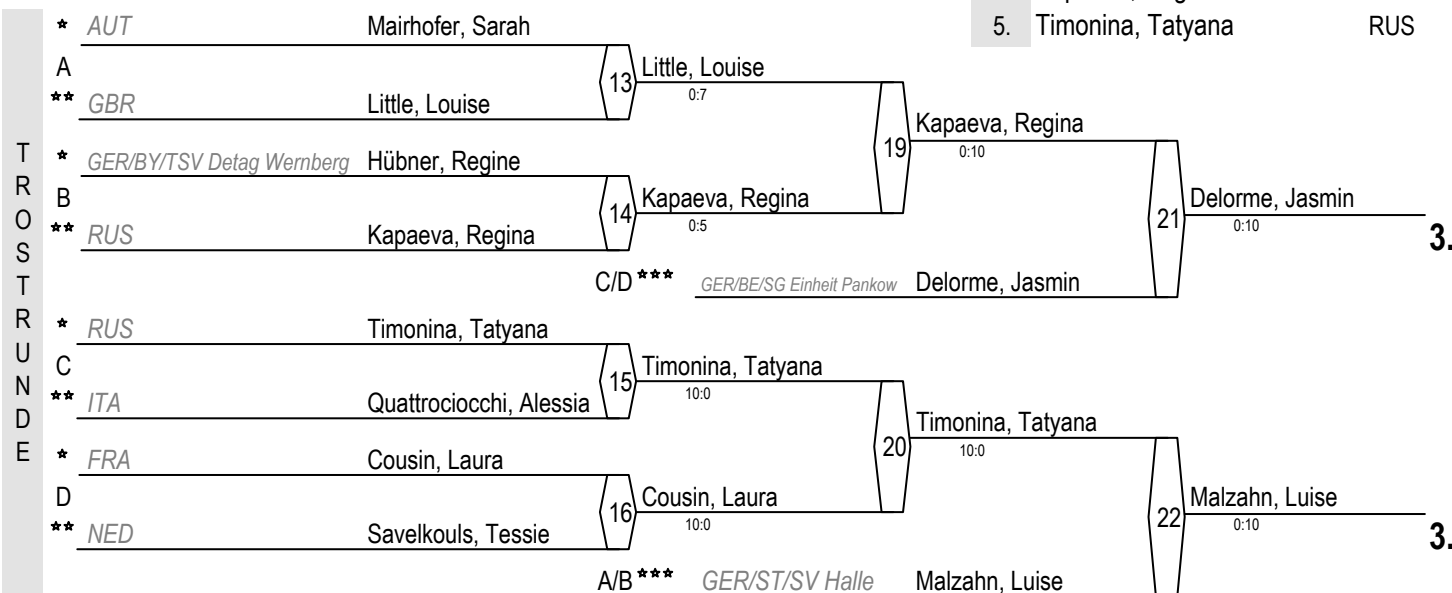 5. Timonina, Tatyana RUS
TROSTRUNDE
* AUT Mairhofer, Sarah
A
13 Little, Louise
0:7
** GBR Little, Louise
19 Kapaeva, Regina
0:10
* GER/BY/TSV Detag Wernberg Hübner, Regine
B
14 Kapaeva, Regina
0:5
21 Delorme, Jasmin
0:10
3.
** RUS Kapaeva, Regina
C/D *** GER/BE/SG Einheit Pankow Delorme, Jasmin
* RUS Timonina, Tatyana
C
15 Timonina, Tatyana
10:0
** ITA Quattrociocchi, Alessia
20 Timonina, Tatyana
10:0
* FRA Cousin, Laura
D
16 Cousin, Laura
10:0
22 Malzahn, Luise
0:10
3.
** NED Savelkouls, Tessie
A/B *** GER/ST/SV Halle Malzahn, Luise